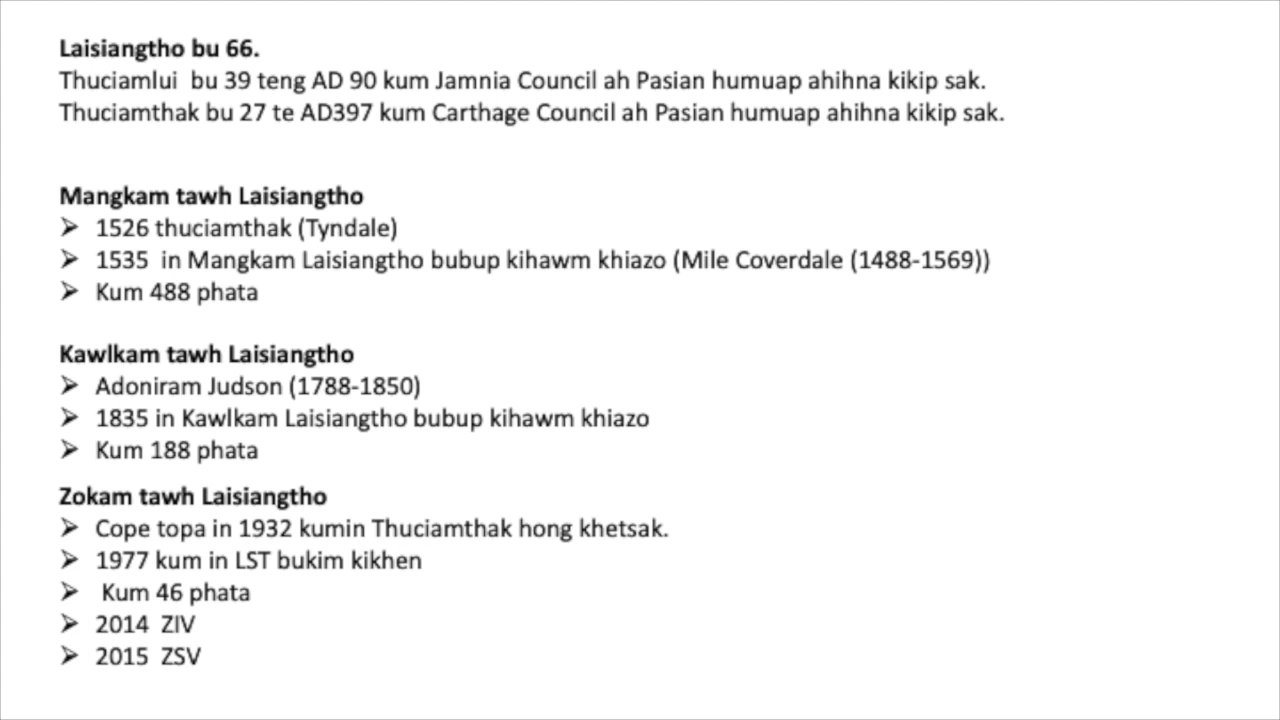 Laisiangtho bu 66.
Thuciamlui bu 39 teng AD 90 kum Jamnia Council ah Pasian humuap ahihna kikip sak.
Thuciamthak bu 27 te AD397 kum Carthage Council ah Pasian humuap ahihna kikip sak.
Mangkam tawh Laisiangtho
➢ 1526 thuciamthak (Tyndale)
➢ 1535 in Mangkam Laisiangtho bubup kihawm khiazo (Mile Coverdale (1488-1569))
➢ Kum 488 phata
Kawlkam tawh Laisiangtho
➢ Adoniram Judson (1788-1850)
➢ 1835 in Kawlkam Laisiangtho bubup kihawm khiazo
➢ Kum 188 phata
Zokam tawh Laisiangtho
➢ Cope topa in 1932 kumin Thuciamthak hong khetsak.
➢ 1977 kum in LST bukim kikhen
➢ Kum 46 phata
➢ 2014 ZIV
➢ 2015 ZSV